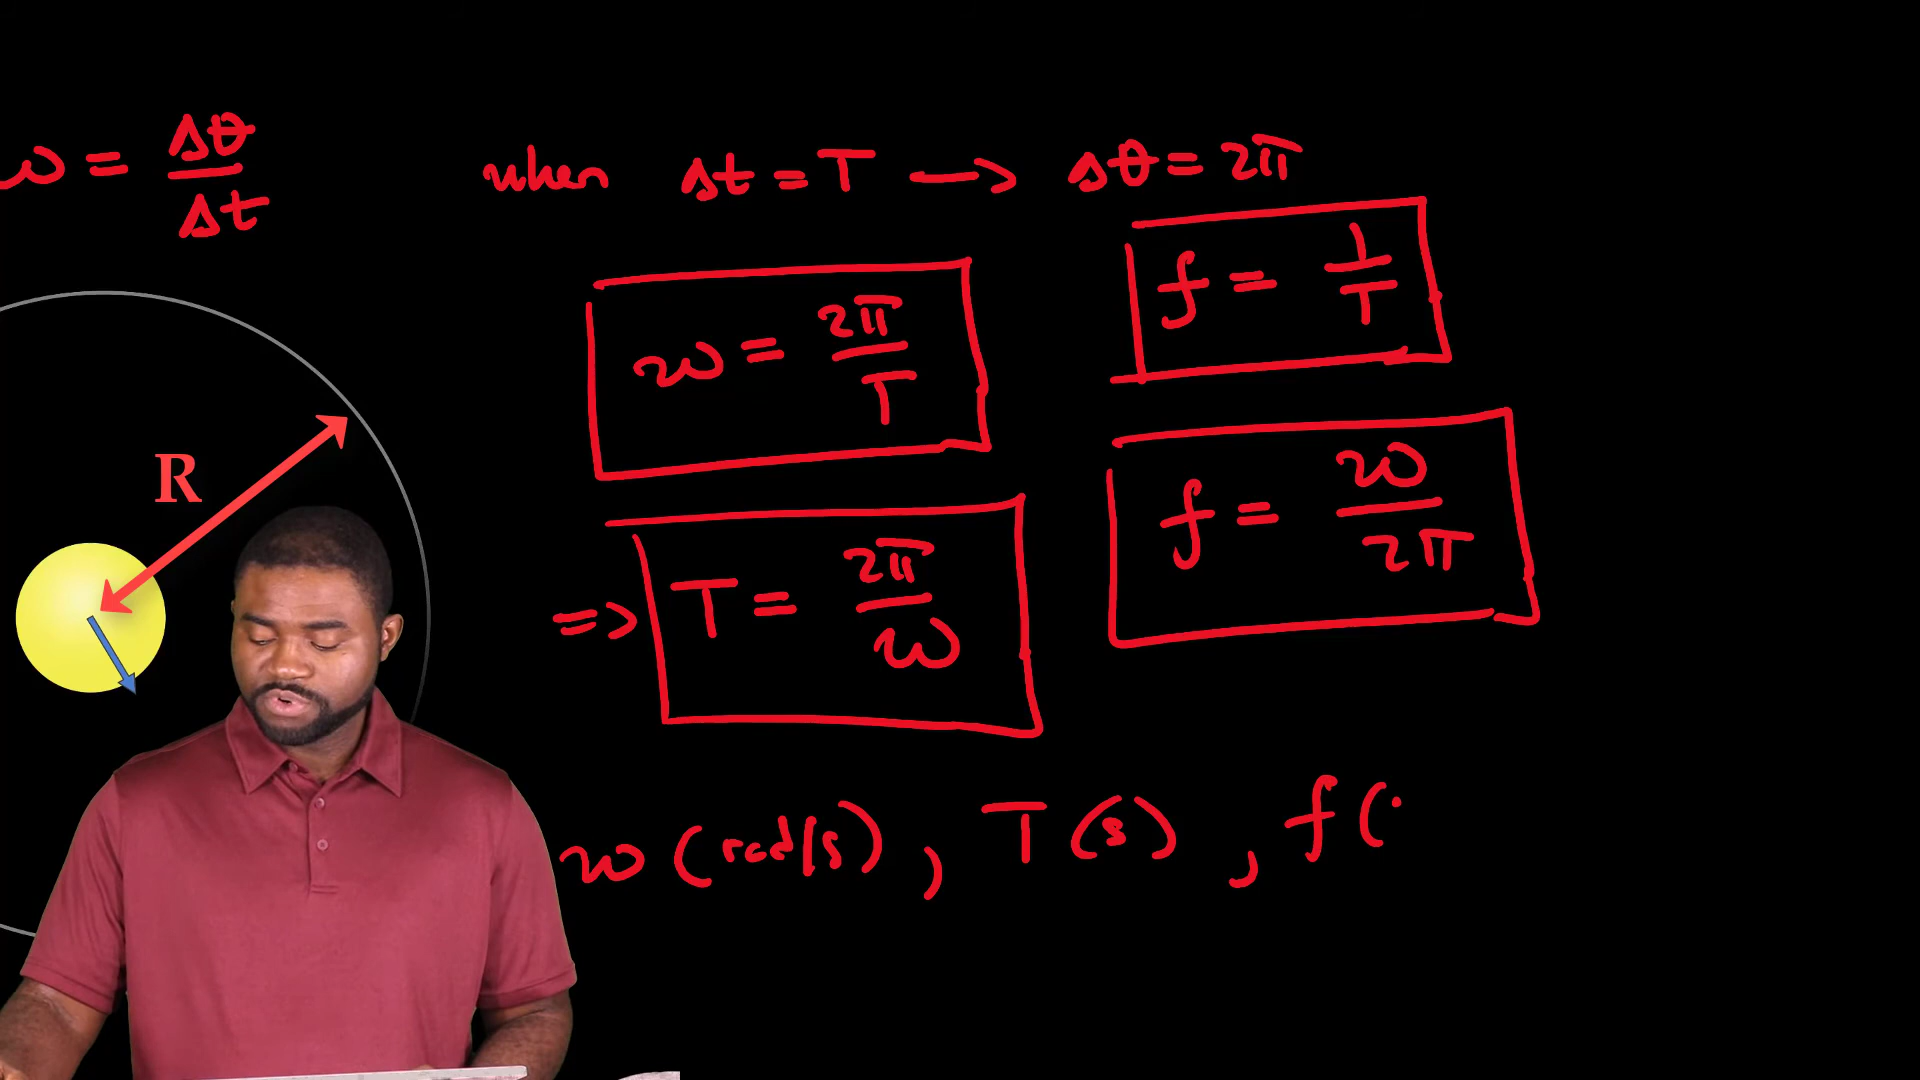 ω = Δθ/Δt
when Δt = T → Δθ = 2π
ω = 2π/T
f = 1/T
⇒ T = 2π/ω
f = ω/2π
ω (rad/s), T (s), f (
R